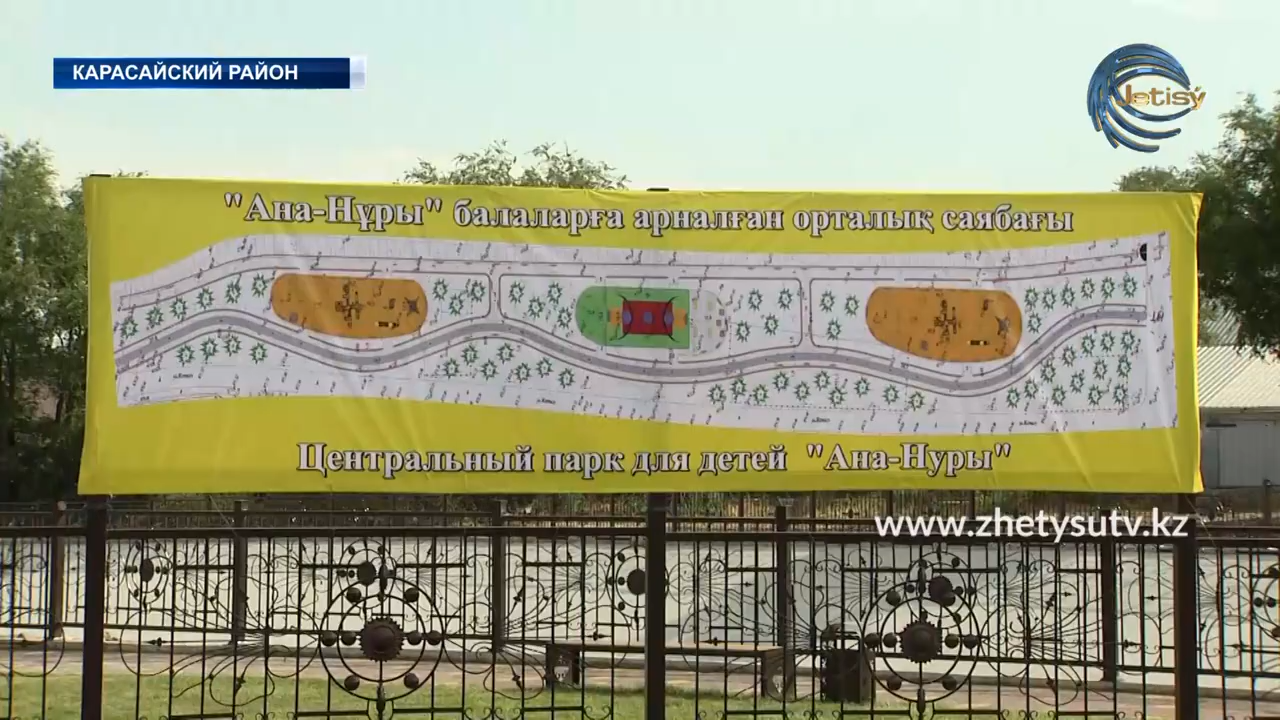 КАРАСАЙСКИЙ РАЙОН
Jetisý
"Ана-Нұры" балаларға арналған орталық саябағы
Центральный парк для детей "Ана-Нуры"
www.zhetysutv.kz